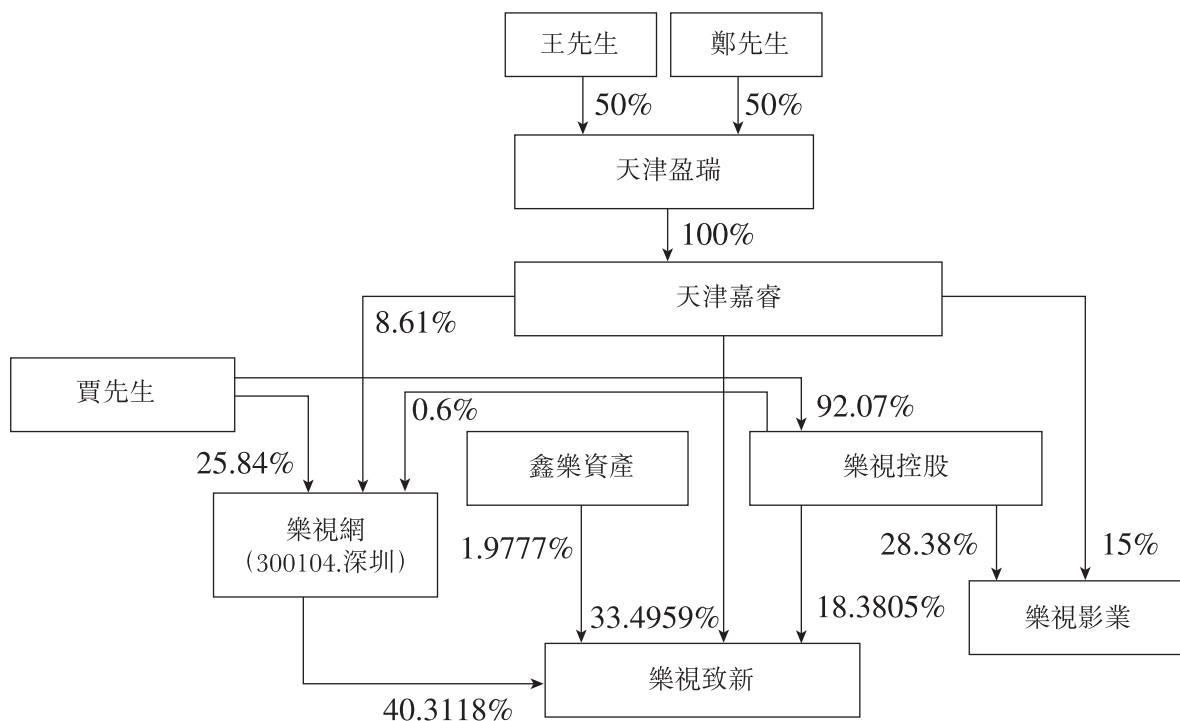 王先生
鄭先生
50%
50%
天津盈瑞
100%
天津嘉睿
8.61%
賈先生
0.6%
92.07%
25.84%
鑫樂資產
樂視控股
樂視網
（300104.深圳）
1.9777%
28.38%
15%
33.4959%
18.3805%
樂視影業
樂視致新
40.3118%